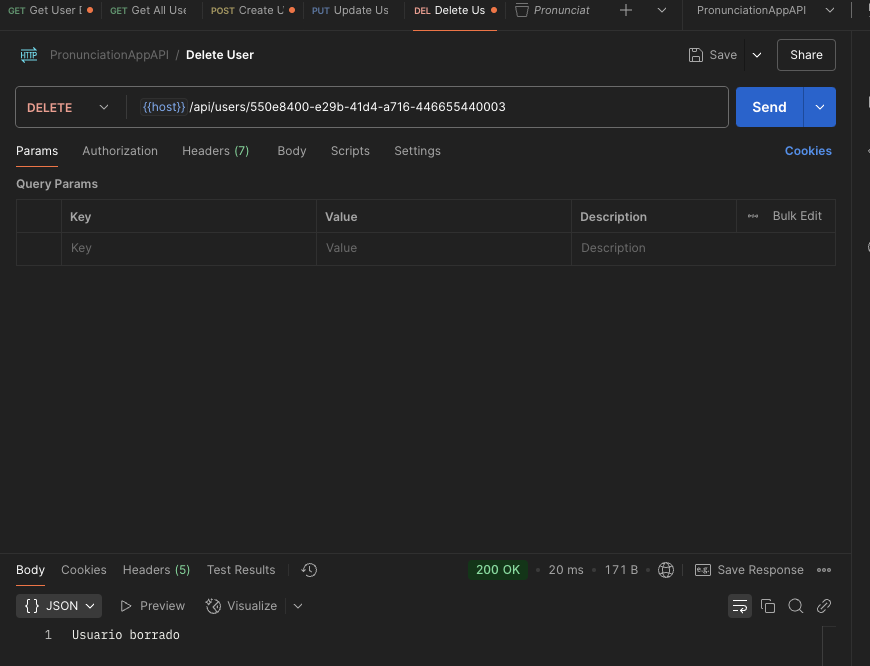 GET Get User D GET Get All Use POST Create U PUT Update Us DEL Delete Us Pronunciat PronunciationAppAPI
HTTP PronunciationAppAPI / Delete User Save Share
DELETE {{host}} /api/users/550e8400-e29b-41d4-a716-446655440003 Send
Params Authorization Headers (7) Body Scripts Settings Cookies
Query Params
Key Value Description Bulk Edit
Key Value Description
Body Cookies Headers (5) Test Results 200 OK 20 ms 171 B e.g. Save Response
{} JSON Preview Visualize
1 Usuario borrado